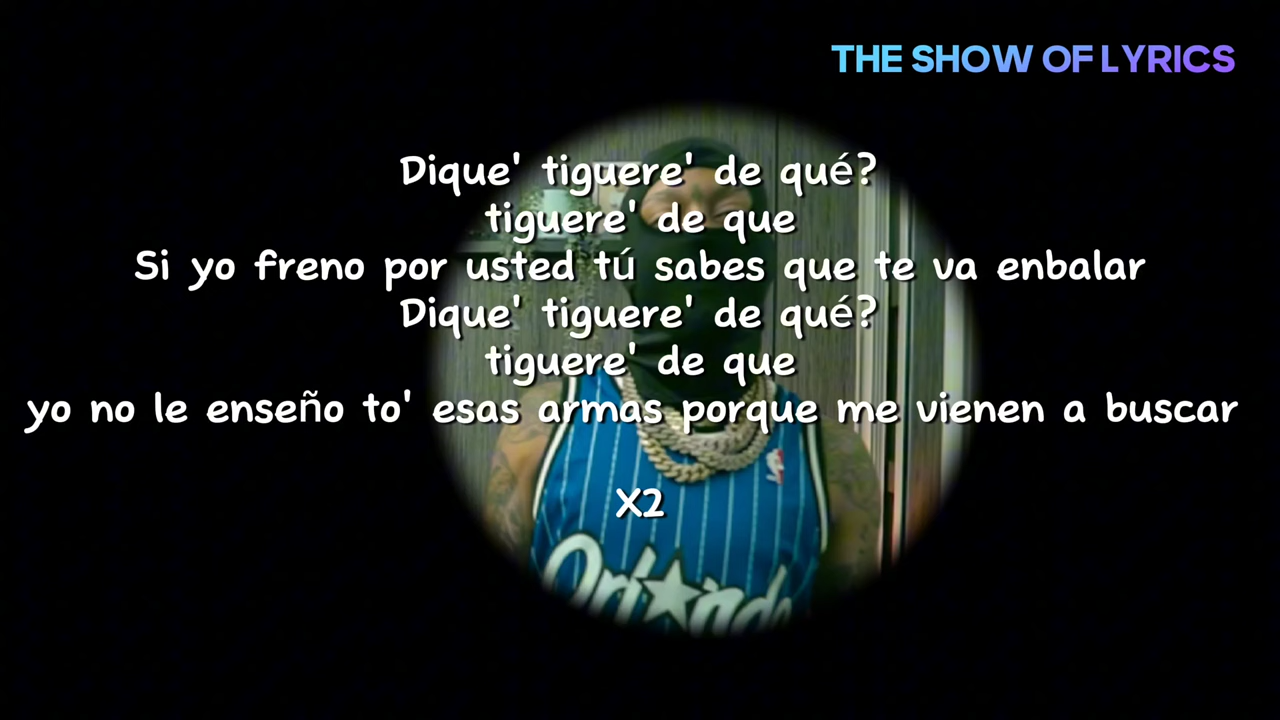 THE SHOW OF LYRICS
Dique' tiguere' de qué?
tiguere' de que
Si yo freno por usted tú sabes que te va enbalar
Dique' tiguere' de qué?
tiguere' de que
yo no le enseño to' esas armas porque me vienen a buscar
X2
Orlando